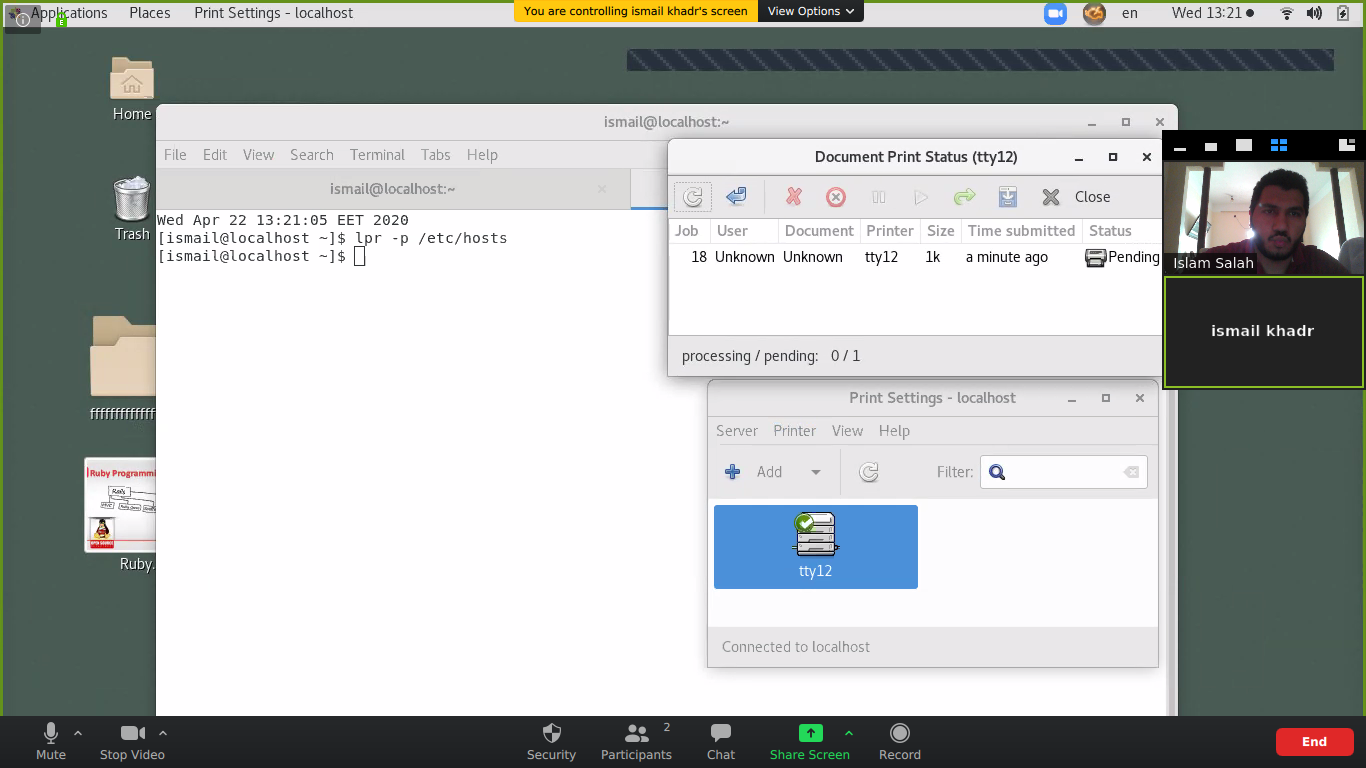 Applications Places Print Settings - localhost
You are controlling ismail khadr's screen View Options
en Wed 13:21
Home
Trash
ffffffffffffff
Ruby Programmi
Rails
OPEN SOURCE
Ruby.
ismail@localhost:~
File Edit View Search Terminal Tabs Help
ismail@localhost:~
Wed Apr 22 13:21:05 EET 2020
[ismail@localhost ~]$ lpr -p /etc/hosts
[ismail@localhost ~]$
Document Print Status (tty12)
Close
Job User Document Printer Size Time submitted Status
18 Unknown Unknown tty12 1k a minute ago Pending
processing / pending: 0 / 1
Print Settings - localhost
Server Printer View Help
Add Filter:
tty12
Connected to localhost
Islam Salah
ismail khadr
Mute Stop Video Security Participants 2 Chat Share Screen Record End